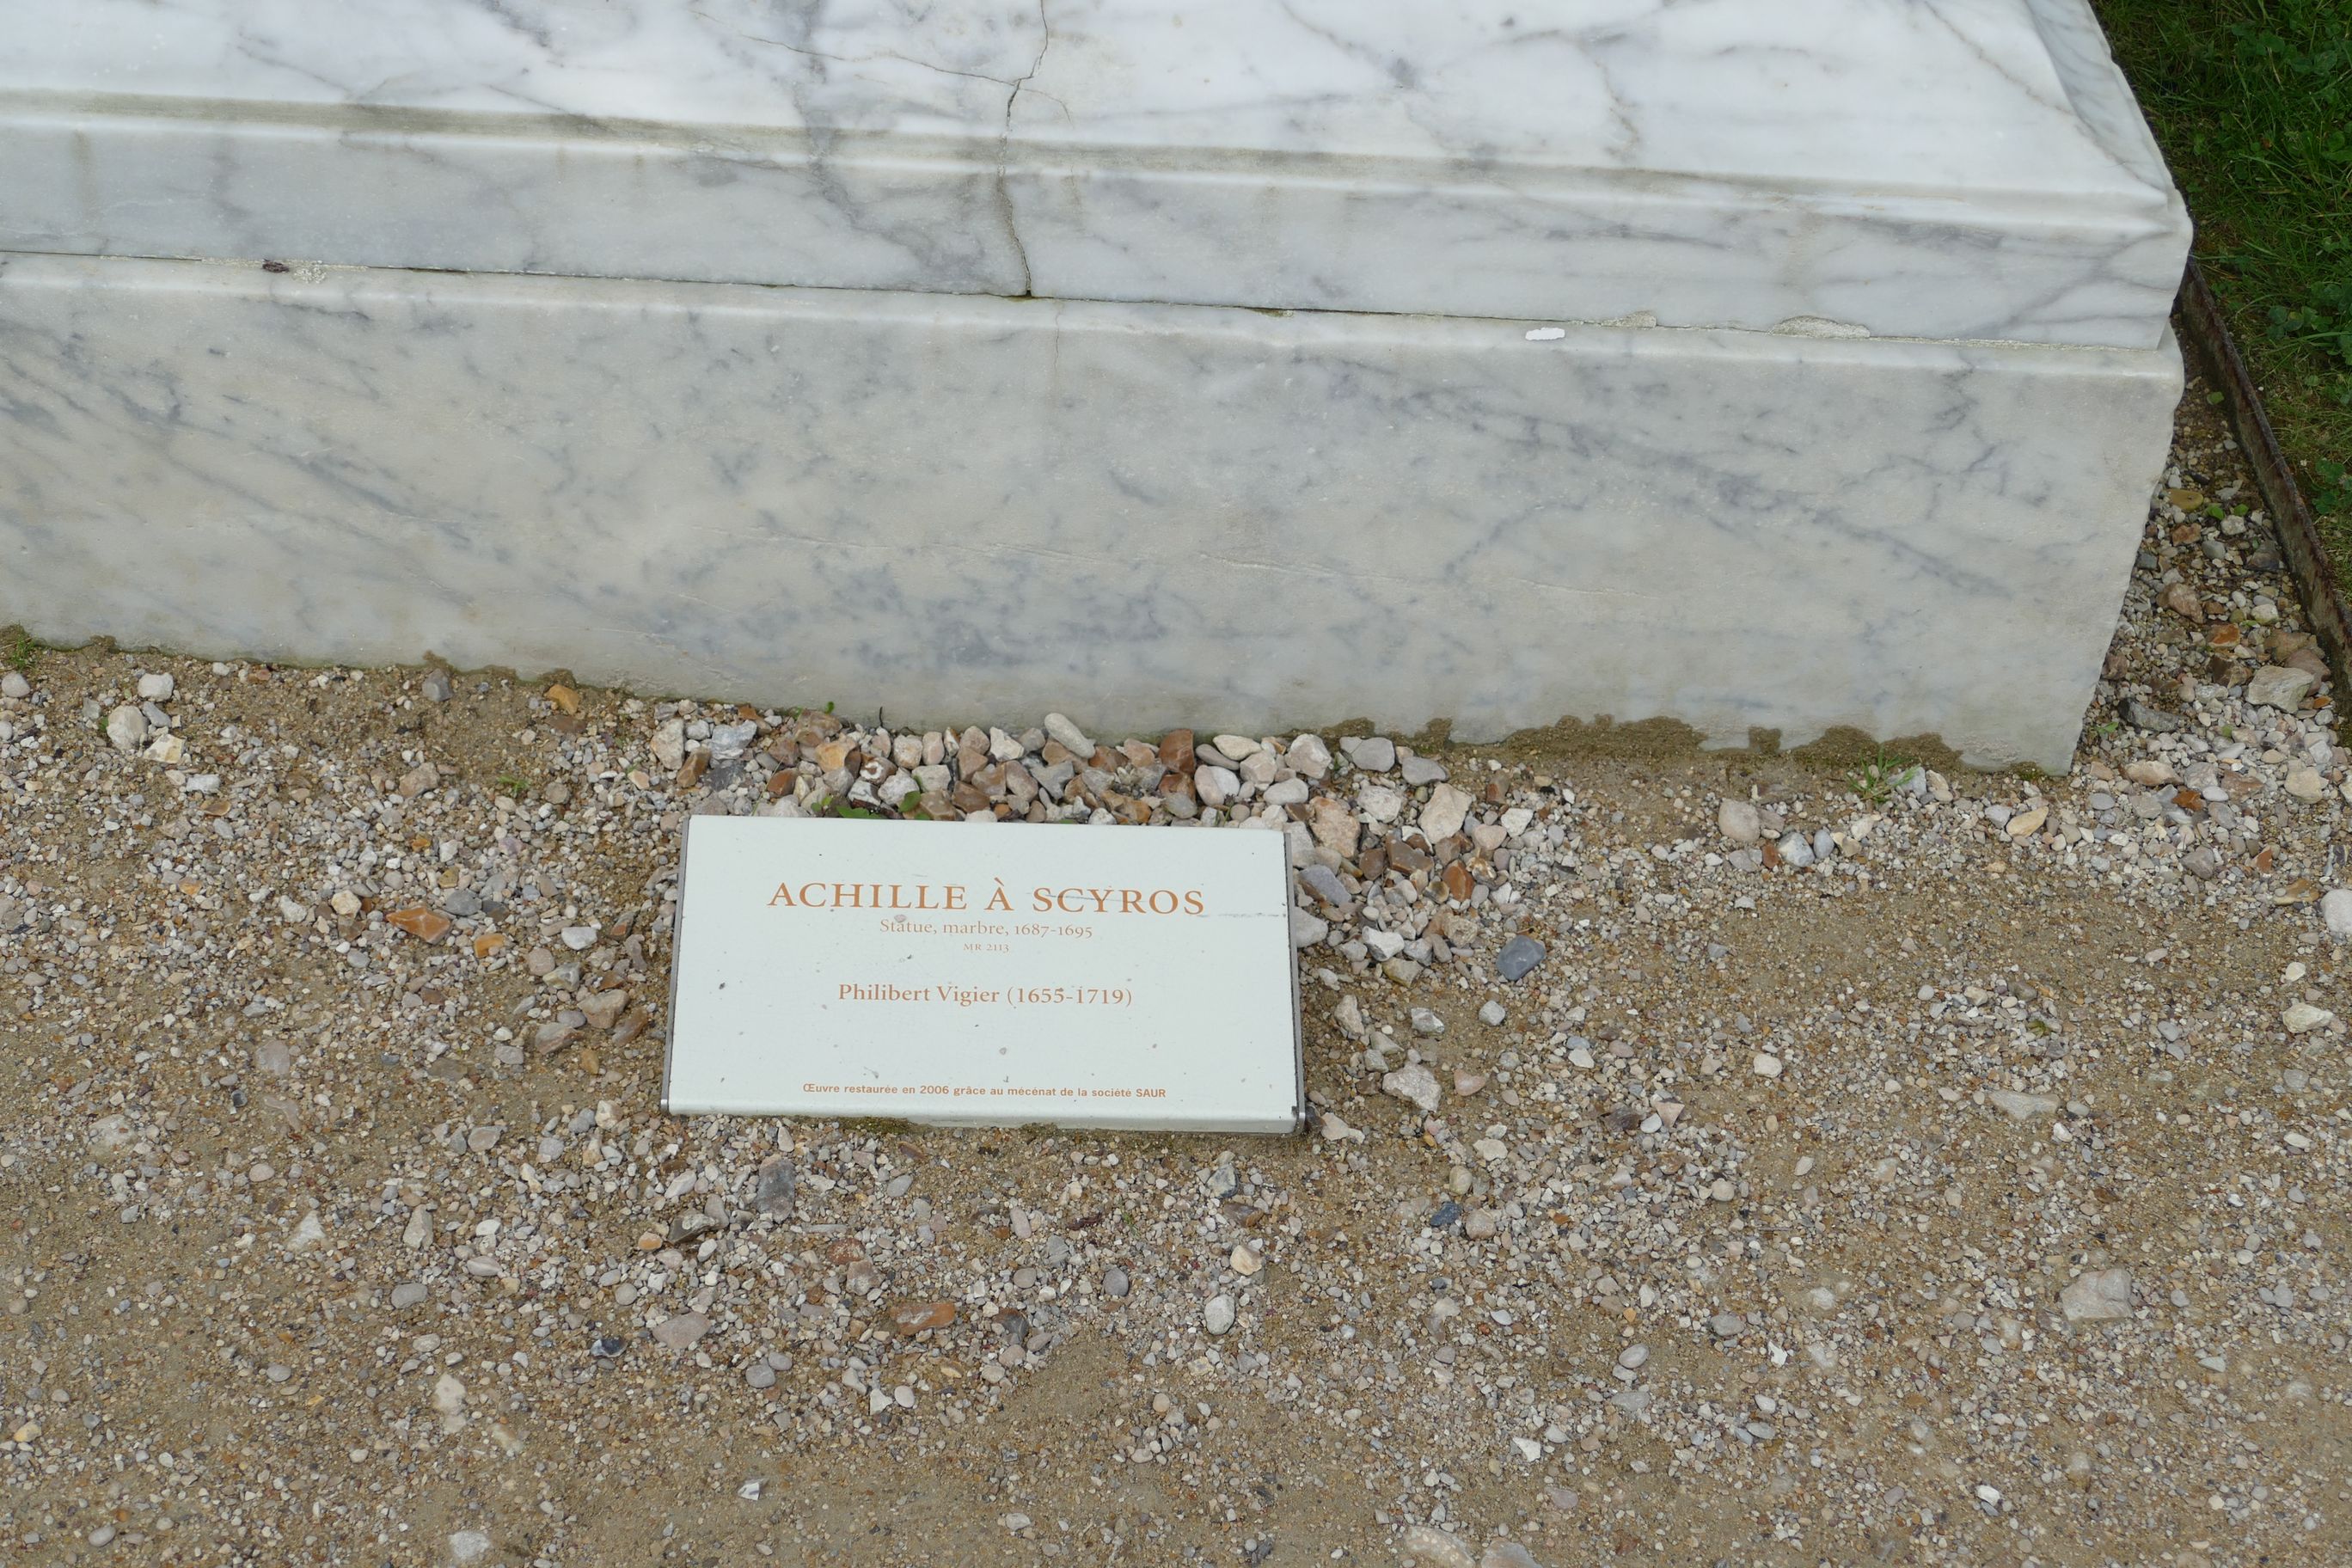 ACHILLE À SCYROS
Statue, marbre, 1687-1695
MR 2113
Philibert Vigier (1655-1719)
Œuvre restaurée en 2006 grâce au mécénat de la société SAUR